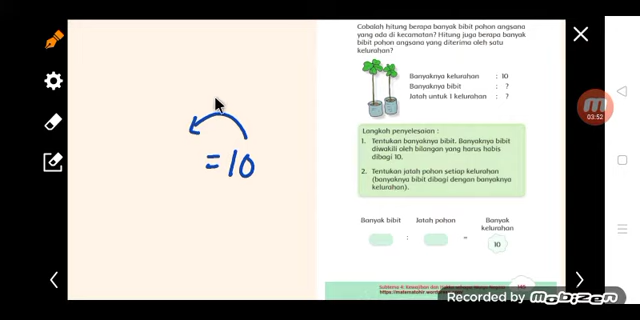 = 10
Cobalah hitung berapa banyak bibit pohon angsana
yang ada di kecamatan? Hitung juga berapa banyak
bibit pohon angsana yang diterima oleh satu
kelurahan?
Banyaknya kelurahan : 10
Banyaknya bibit : ?
Jatah untuk 1 kelurahan : ?
Langkah penyelesaian :
1. Tentukan banyaknya bibit. Banyaknya bibit
diwakili oleh bilangan yang harus habis
dibagi 10.
2. Tentukan jatah pohon setiap kelurahan
(banyaknya bibit dibagi dengan banyaknya
kelurahan).
Banyak bibit Jatah pohon Banyak
kelurahan
: = 10
03:52
Recorded by mobizen